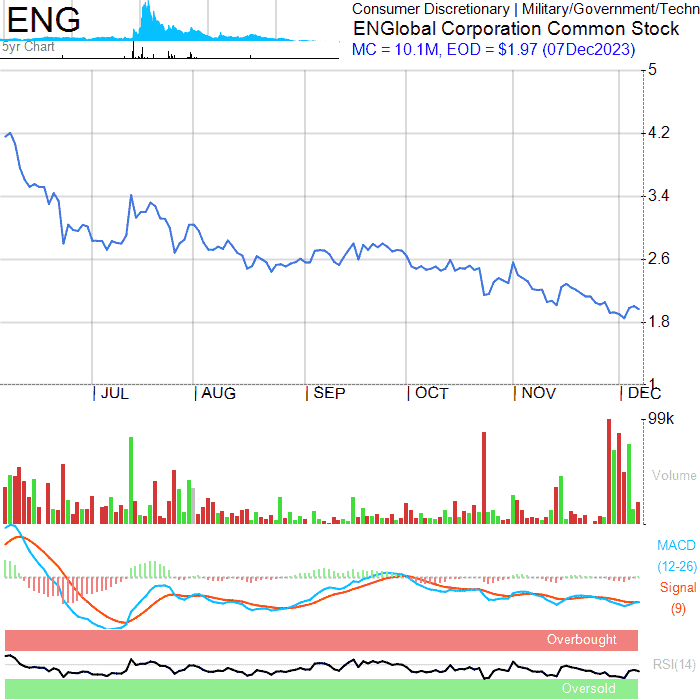 ENG
Consumer Discretionary | Military/Government/Techn
ENGlobal Corporation Common Stock
5yr Chart
MC = 10.1M, EOD = $1.97 (07Dec2023)
5
4.2
3.4
2.6
1.8
1
JUL
AUG
SEP
OCT
NOV
DEC
99k
Volume
MACD
(12-26)
Signal
(9)
Overbought
RSI(14)
Oversold